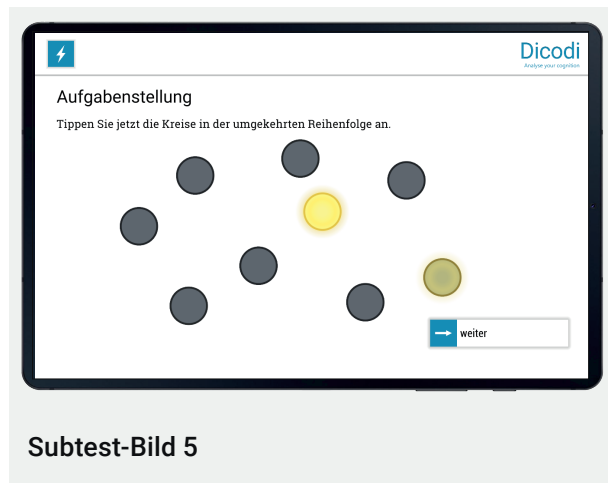 Dicodi
Analyse your cognition
Aufgabenstellung
Tippen Sie jetzt die Kreise in der umgekehrten Reihenfolge an.
weiter
Subtest-Bild 5